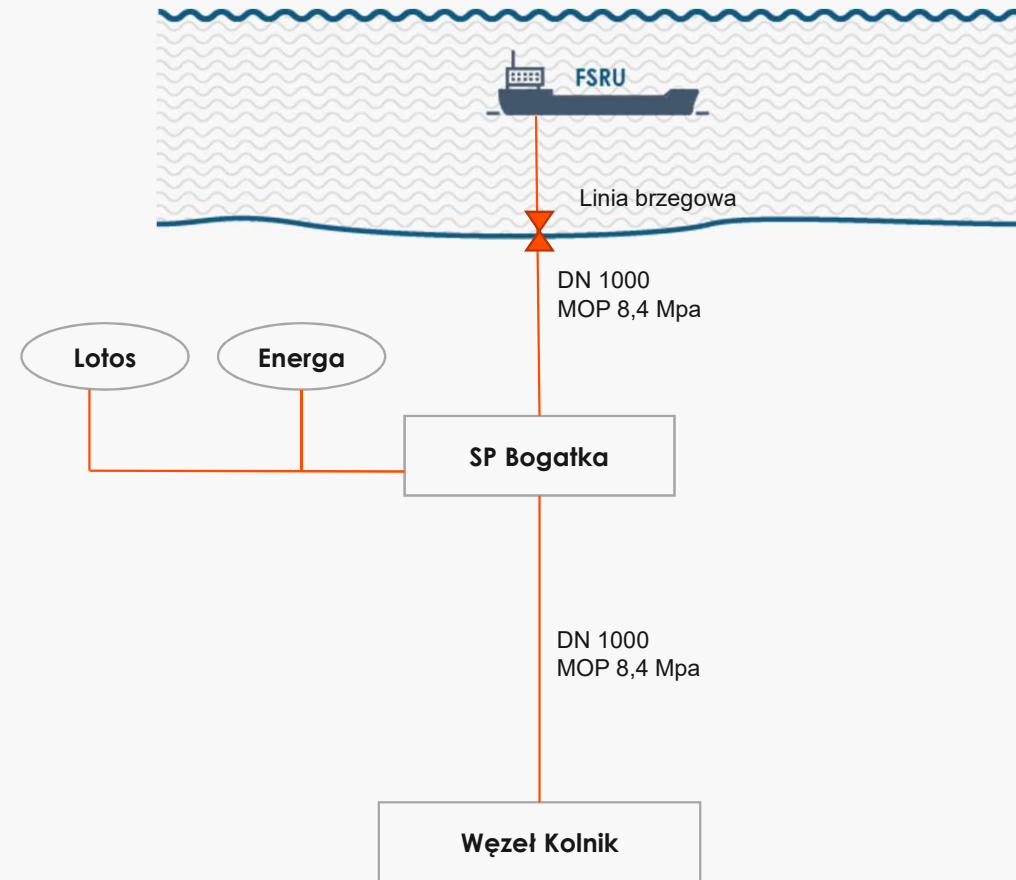 FSRU
Linia brzegowa
DN 1000
MOP 8,4 Mpa
Lotos
Energa
SP Bogatka
DN 1000
MOP 8,4 Mpa
Węzeł Kolnik